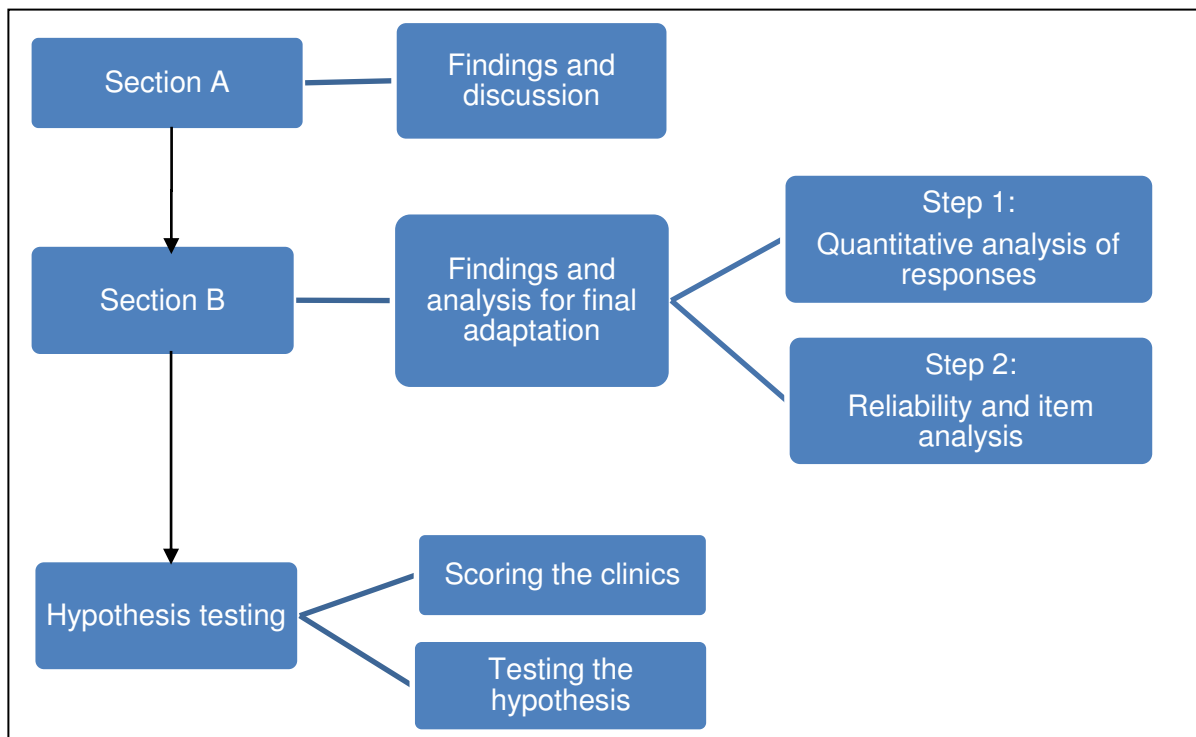 Section A
Findings and
discussion
Section B
Findings and
analysis for final
adaptation
Step 1:
Quantitative analysis of
responses
Step 2:
Reliability and item
analysis
Hypothesis testing
Scoring the clinics
Testing the
hypothesis